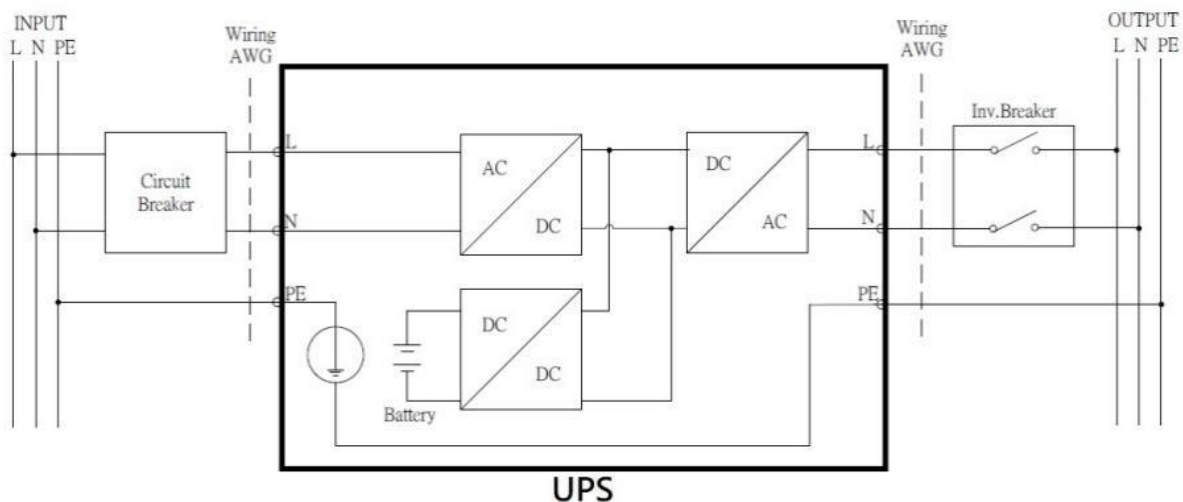 INPUT
L N PE
Wiring
AWG
Wiring
AWG
OUTPUT
L N PE
Inv.Breaker
Circuit
Breaker
L
N
PE
AC
DC
DC
AC
L
N
PE
DC
DC
Battery
UPS